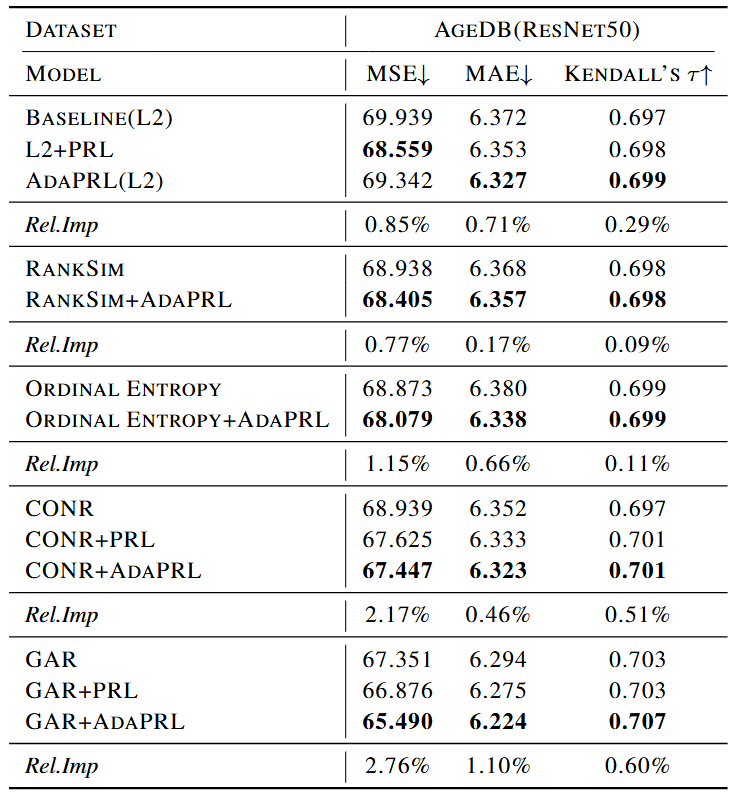 DATASET AGEDB(RESNET50)
MODEL MSE↓ MAE↓ KENDALL'S τ↑
BASELINE(L2) 69.939 6.372 0.697
L2+PRL 68.559 6.353 0.698
ADAPRL(L2) 69.342 6.327 0.699
Rel.Imp 0.85% 0.71% 0.29%
RANKSIM 68.938 6.368 0.698
RANKSIM+ADAPRL 68.405 6.357 0.698
Rel.Imp 0.77% 0.17% 0.09%
ORDINAL ENTROPY 68.873 6.380 0.699
ORDINAL ENTROPY+ADAPRL 68.079 6.338 0.699
Rel.Imp 1.15% 0.66% 0.11%
CONR 68.939 6.352 0.697
CONR+PRL 67.625 6.333 0.701
CONR+ADAPRL 67.447 6.323 0.701
Rel.Imp 2.17% 0.46% 0.51%
GAR 67.351 6.294 0.703
GAR+PRL 66.876 6.275 0.703
GAR+ADAPRL 65.490 6.224 0.707
Rel.Imp 2.76% 1.10% 0.60%